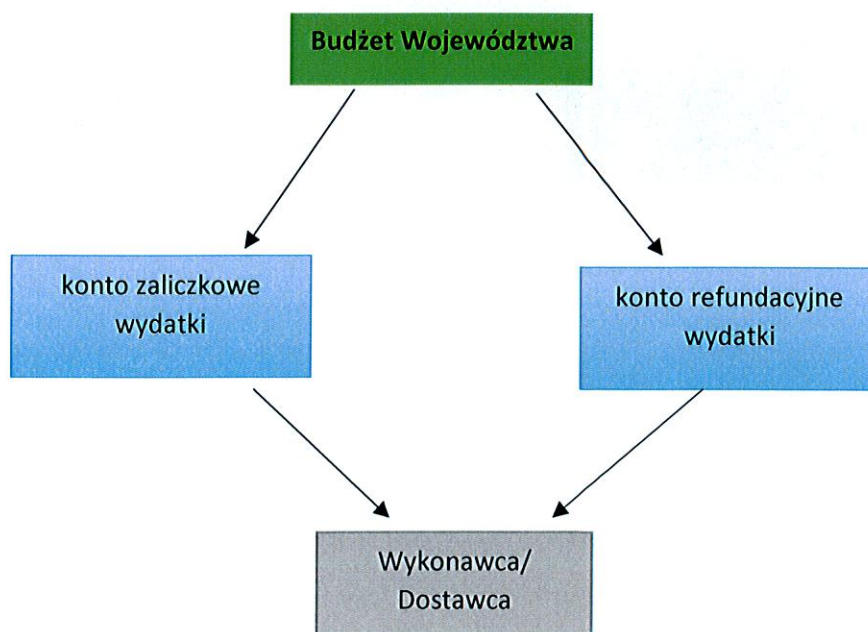 Budżet Województwa
konto zaliczkowe
wydatki
konto refundacyjne
wydatki
Wykonawca/
Dostawca